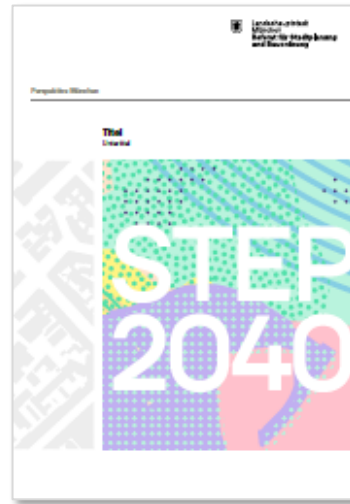 Landeshauptstadt
München
Referat für Stadtplanung
und Bauordnung
Perspektive München
Titel
Untertitel
STEP
2040